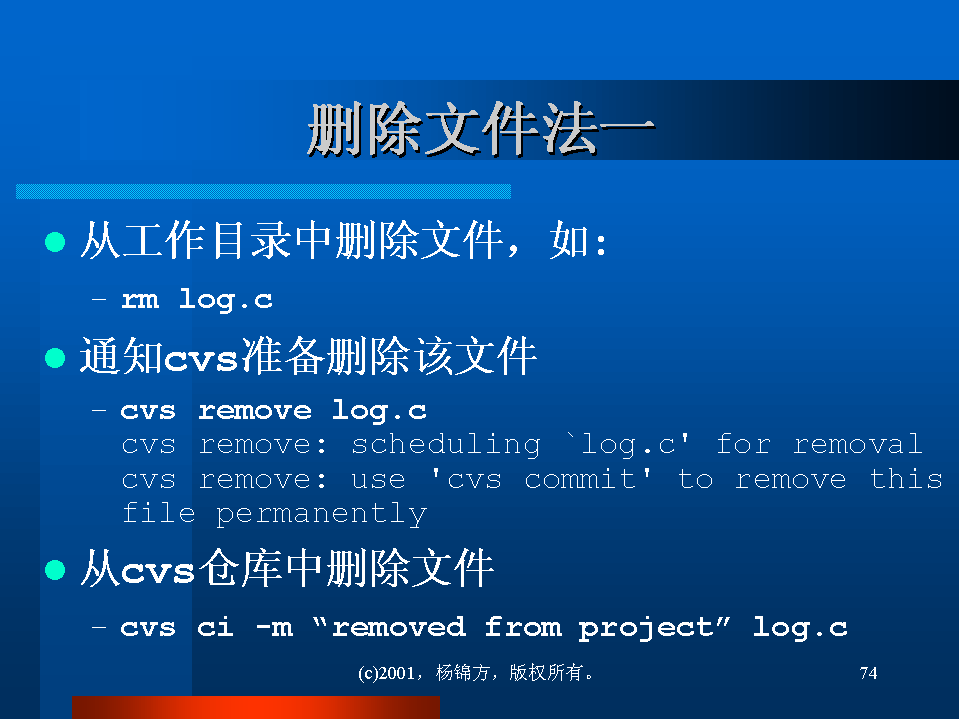 删除文件法一
从工作目录中删除文件，如：
– rm log.c
通知cvs准备删除该文件
– cvs remove log.c
cvs remove: scheduling `log.c' for removal
cvs remove: use 'cvs commit' to remove this
file permanently
从cvs仓库中删除文件
– cvs ci -m “removed from project” log.c
(c)2001，杨锦方，版权所有。
74